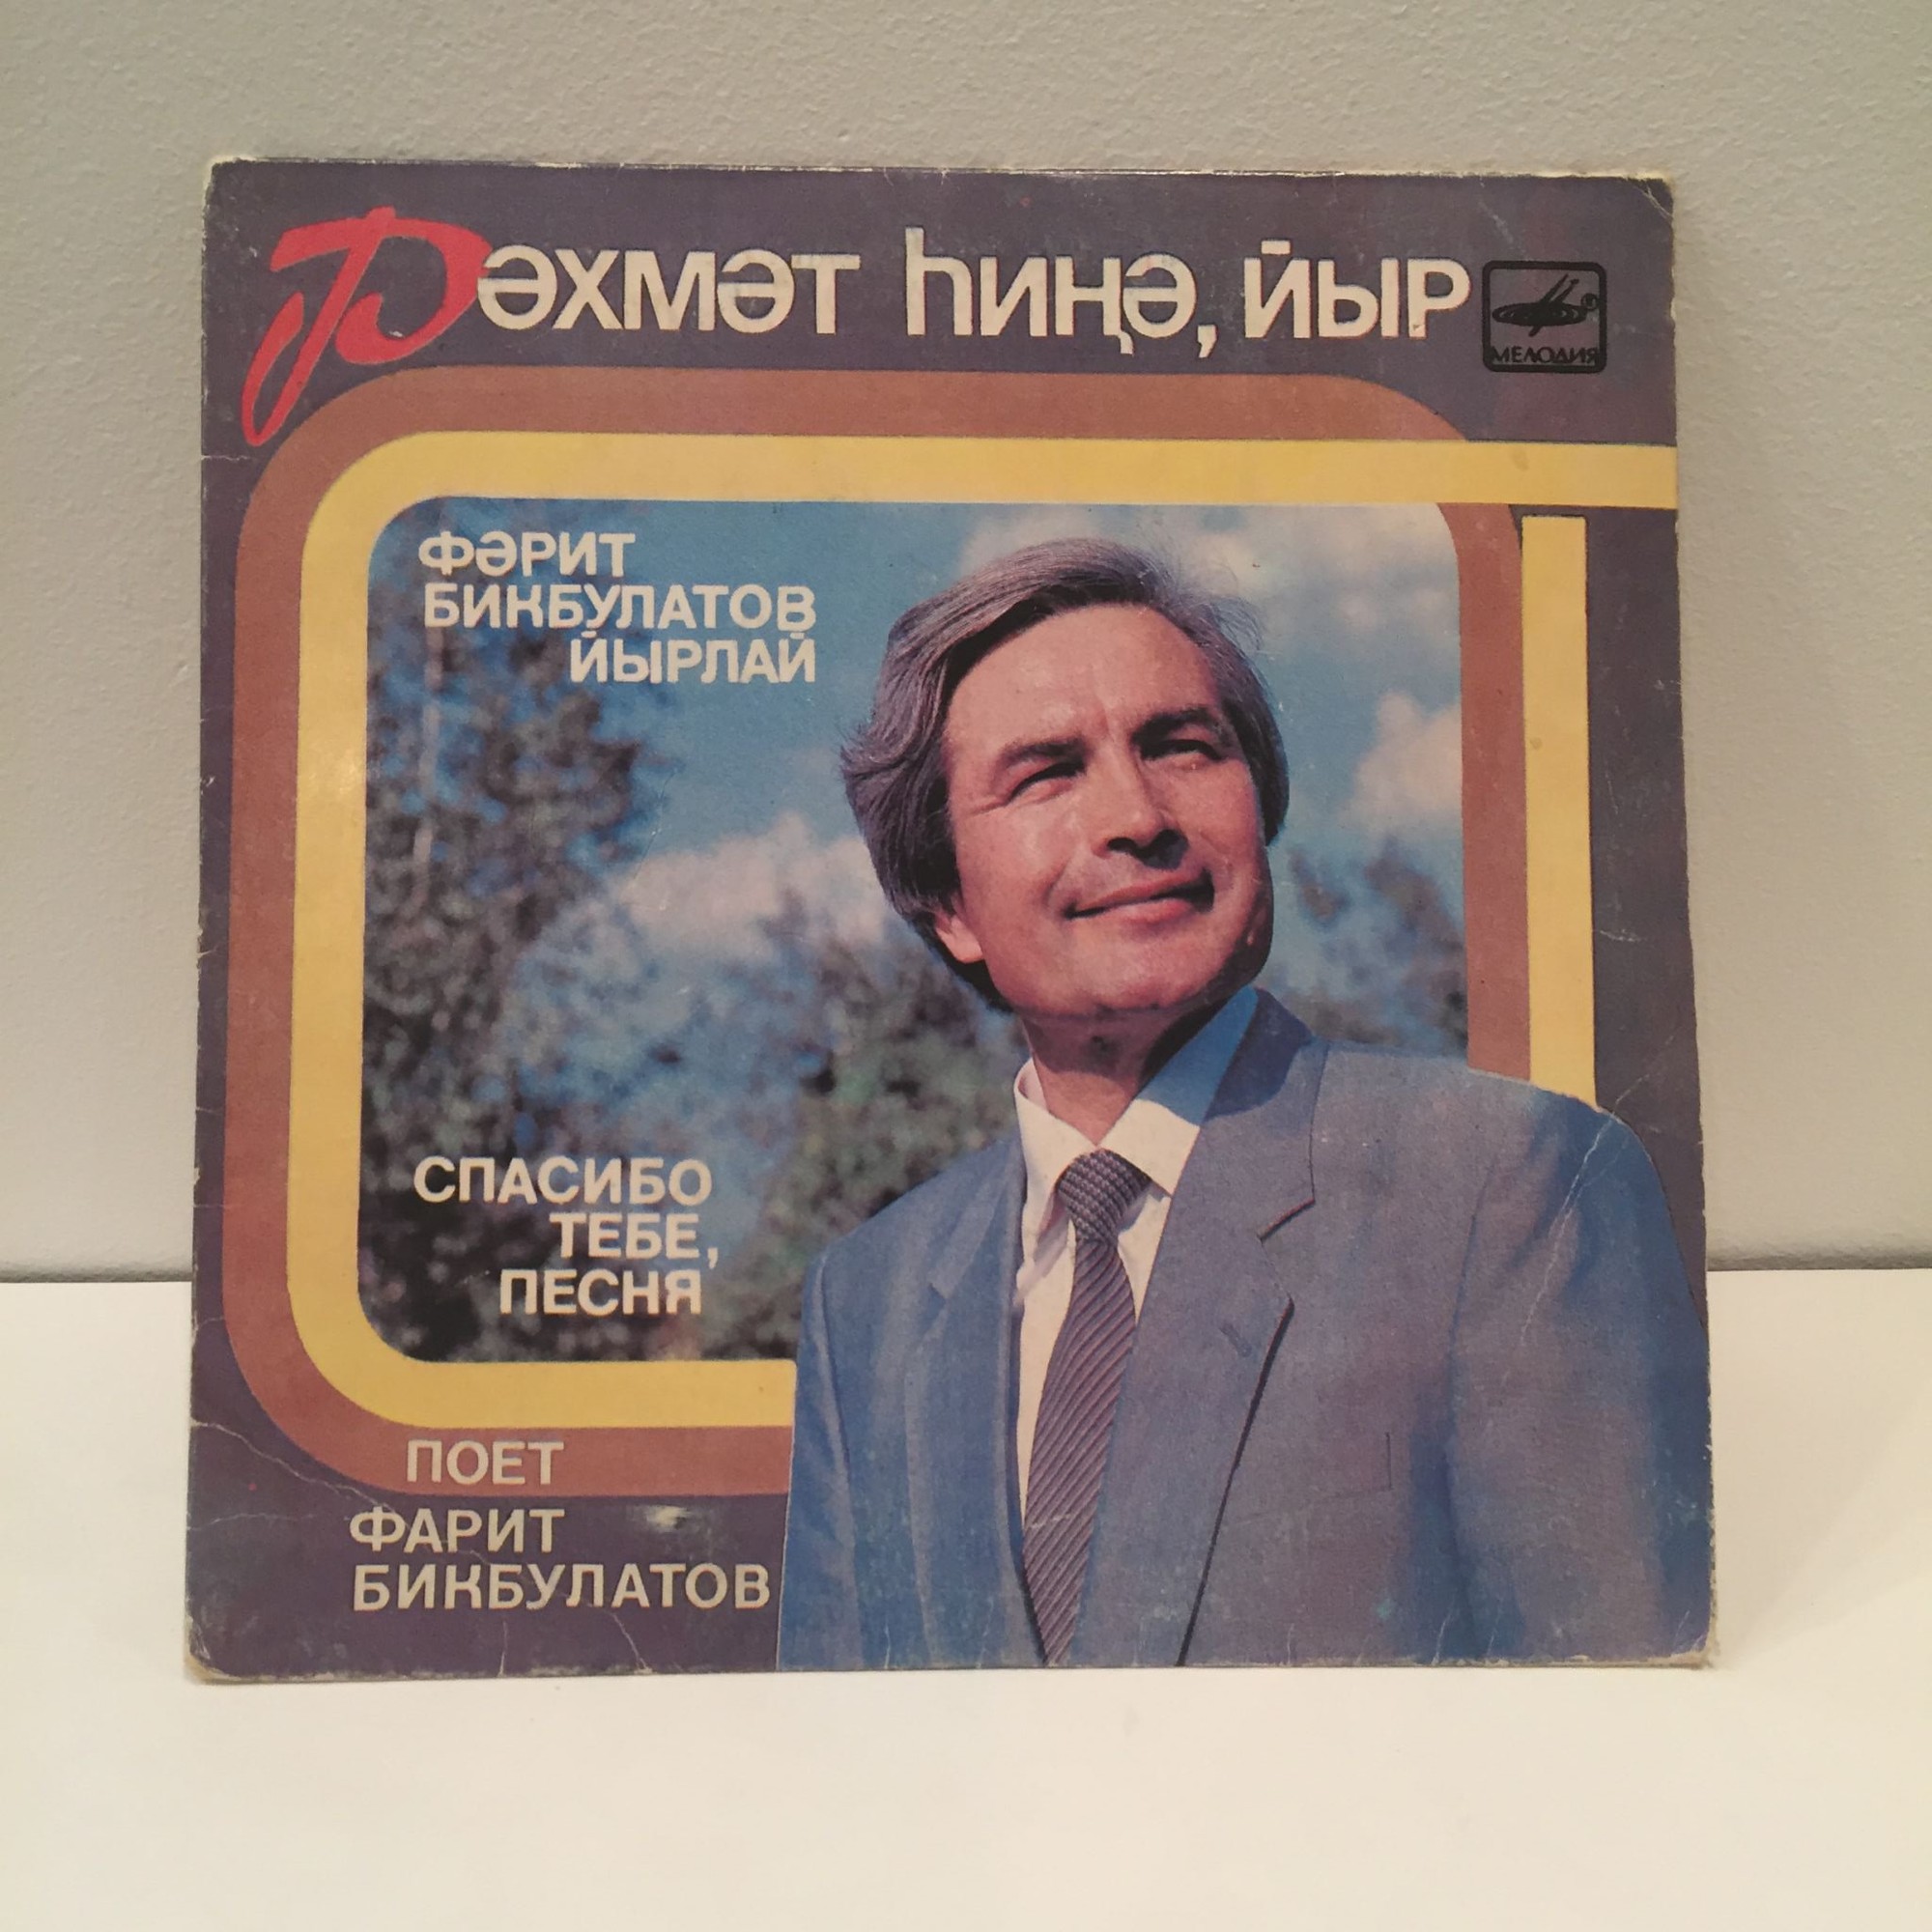 Рәхмәт һиңә, йыр
МЕЛОДИЯ
ФӘРИТ
БИКБУЛАТОВ
ЙЫРЛАЙ
СПАСИБО
ТЕБЕ,
ПЕСНЯ
ПОЕТ
ФАРИТ
БИКБУЛАТОВ